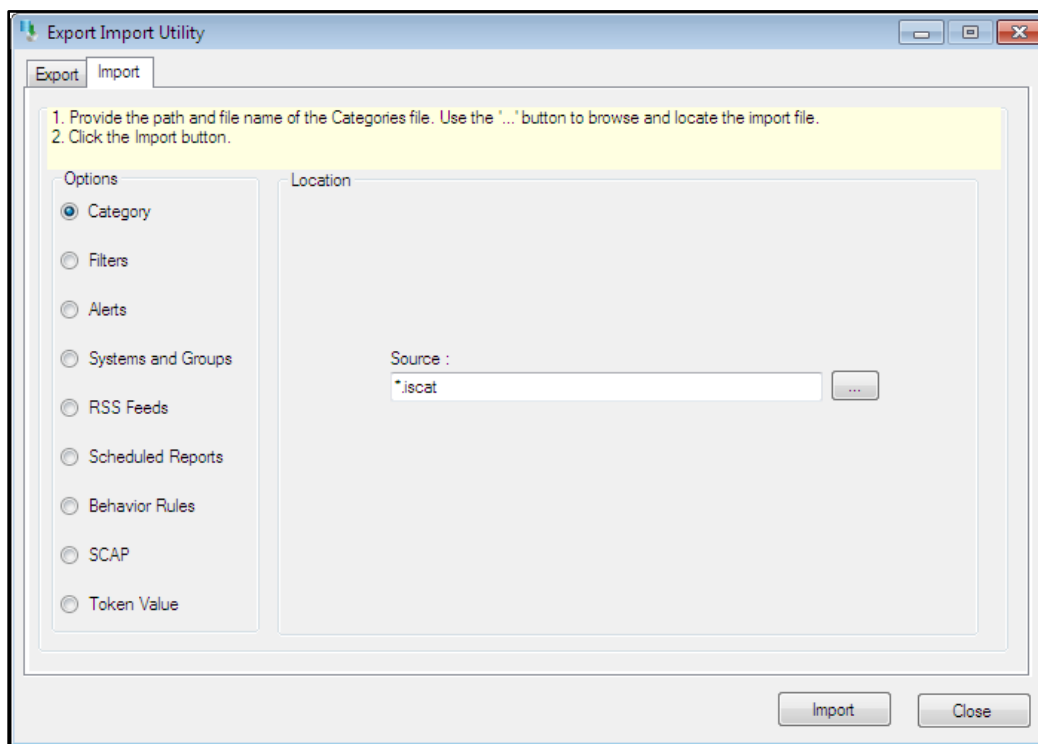 Export Import Utility
Export
Import
1. Provide the path and file name of the Categories file. Use the '...' button to browse and locate the import file.
2. Click the Import button.
Options
Category
Filters
Alerts
Systems and Groups
RSS Feeds
Scheduled Reports
Behavior Rules
SCAP
Token Value
Location
Source :
*.iscat
...
Import
Close